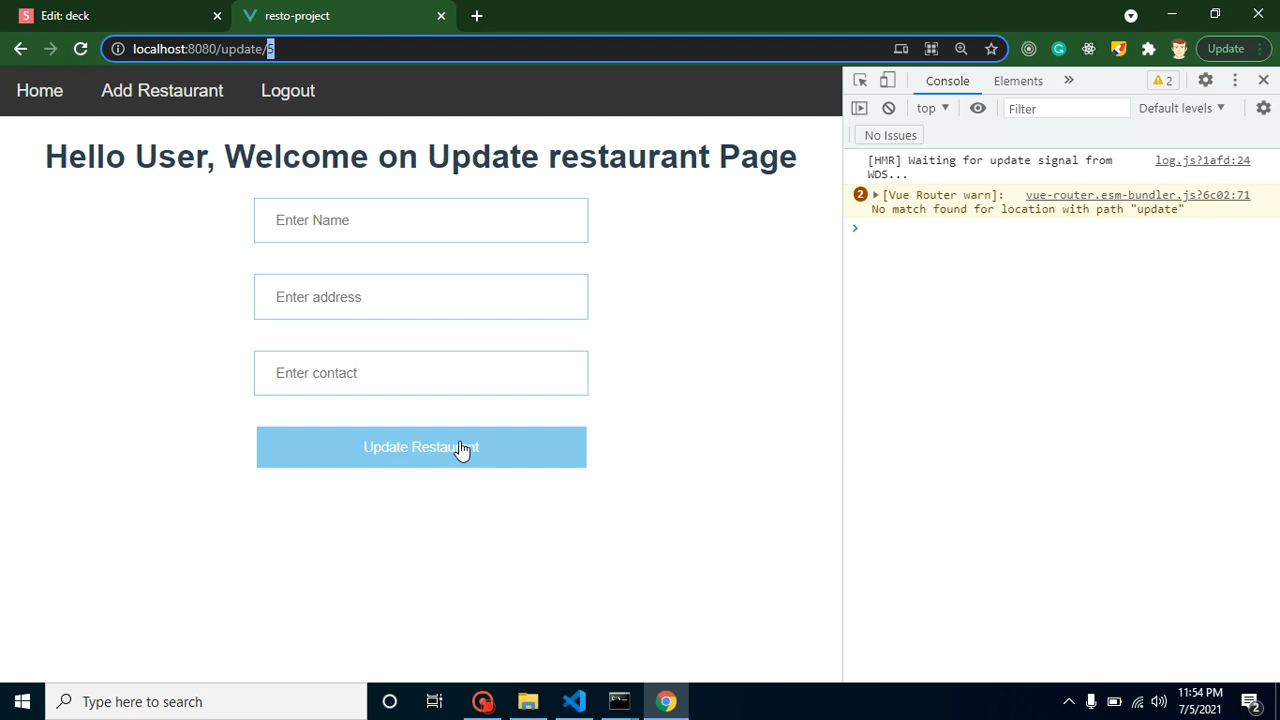 Edit: deck
resto-project
localhost:8080/update/5
Update
Home
Add Restaurant
Logout
Hello User, Welcome on Update restaurant Page
Enter Name
Enter address
Enter contact
Update Restaurant
Console
Elements
2
top
Filter
Default levels
No Issues
[HMR] Waiting for update signal from log.js?1afd:24
WDS...
2 [Vue Router warn]: vue-router.esm-bundler.js?6c02:71
No match found for location with path "update"
Type here to search
11:54 PM
7/5/2021
2